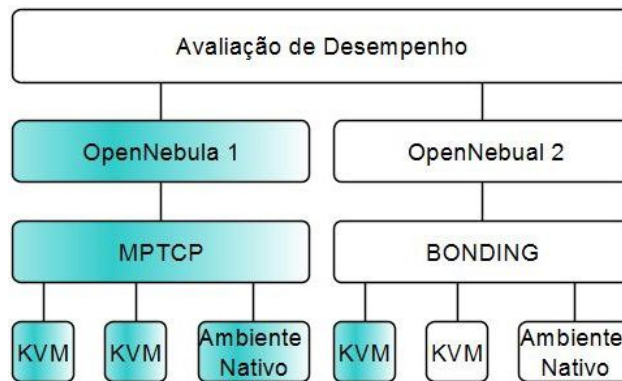 Avaliação de Desempenho
OpenNebula 1
OpenNebual 2
MPTCP
BONDING
KVM
KVM
Ambiente
Nativo
KVM
KVM
Ambiente
Nativo